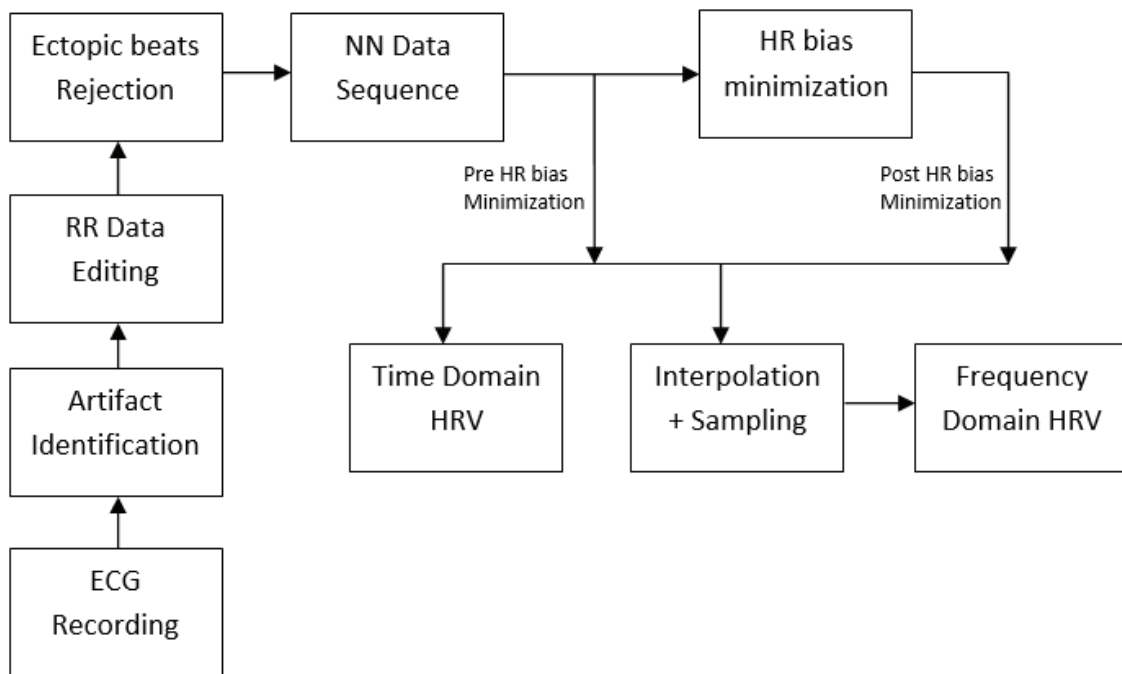 Ectopic beats
Rejection
NN Data
Sequence
HR bias
minimization
Pre HR bias
Minimization
Post HR bias
Minimization
RR Data
Editing
Time Domain
HRV
Interpolation
+ Sampling
Frequency
Domain HRV
Artifact
Identification
ECG
Recording